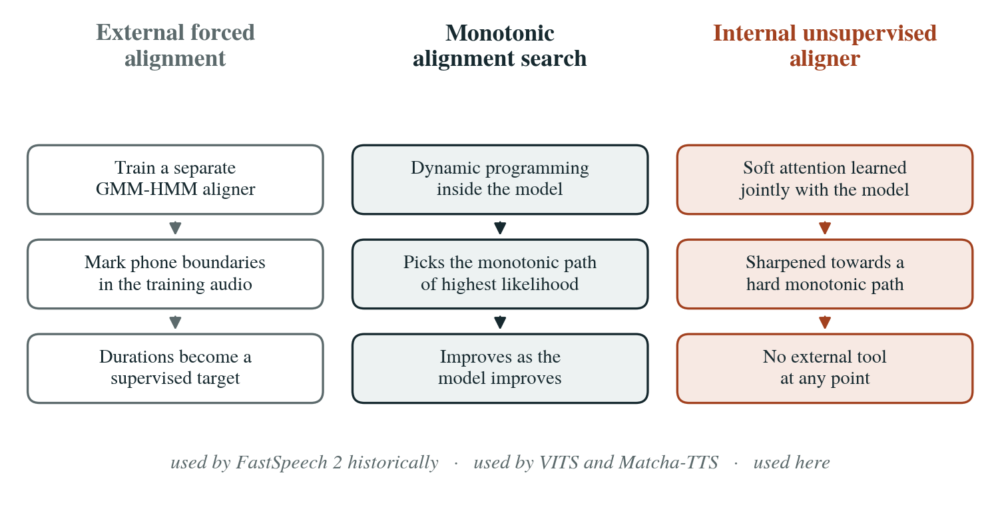 External forced
alignment
Train a separate
GMM-HMM aligner
Mark phone boundaries
in the training audio
Durations become a
supervised target
Monotonic
alignment search
Dynamic programming
inside the model
Picks the monotonic path
of highest likelihood
Improves as the
model improves
Internal unsupervised
aligner
Soft attention learned
jointly with the model
Sharpened towards a
hard monotonic path
No external tool
at any point
used by FastSpeech 2 historically · used by VITS and Matcha-TTS · used here